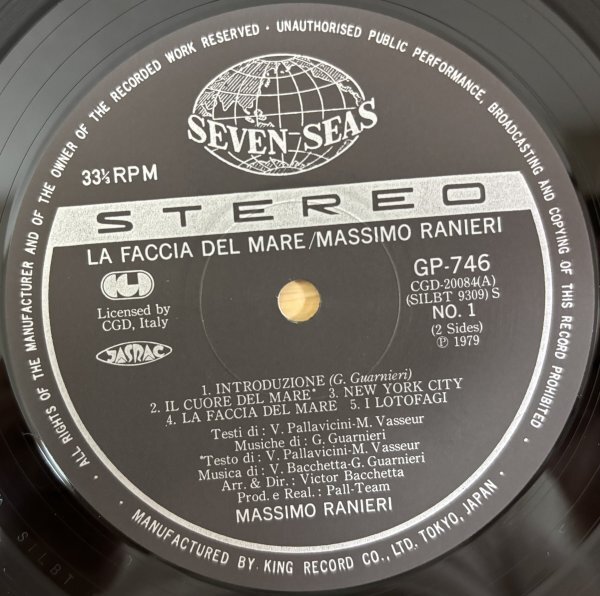 ALL RIGHTS OF THE MANUFACTURER AND OF THE OWNER OF THE RECORDED WORK RESERVED · UNAUTHORISED PUBLIC PERFORMANCE, BROADCASTING AND COPYING OF THIS RECORD PROHIBITED
SEVEN-SEAS
33⅓ RPM
STEREO
LA FACCIA DEL MARE/MASSIMO RANIERI
CGD
Licensed by
CGD, Italy
JASRAC
GP-746
CGD-20084(A)
(SILBT 9309) S
NO. 1
(2 Sides)
℗ 1979
1. INTRODUZIONE (G. Guarnieri)
2. IL CUORE DEL MARE* 3. NEW YORK CITY
4. LA FACCIA DEL MARE 5. I LOTOFAGI
Testi di: V. Pallavicini-M. Vasseur
Musiche di: G. Guarnieri
*Testo di: V. Pallavicini-M. Vasseur
Musica di: V. Bacchetta-G. Guarnieri
Arr. & Dir.: Victor Bacchetta
Prod. e Real.: Pall-Team
MASSIMO RANIERI
· MANUFACTURED BY KING RECORD CO., LTD. TOKYO, JAPAN ·
SILBT